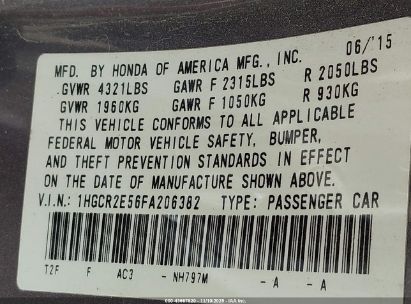 MFD. BY HONDA OF AMERICA MFG., INC. 06/'15
GVWR 4321LBS GAWR F 2315LBS R 2050LBS
GVWR 1960KG GAWR F 1050KG R 930KG
THIS VEHICLE CONFORMS TO ALL APPLICABLE
FEDERAL MOTOR VEHICLE SAFETY, BUMPER,
AND THEFT PREVENTION STANDARDS IN EFFECT
ON THE DATE OF MANUFACTURE SHOWN ABOVE.
V.I.N.: 1HGCR2E56FA206382 TYPE: PASSENGER CAR
T2F F AC3 - NH797M - A - A